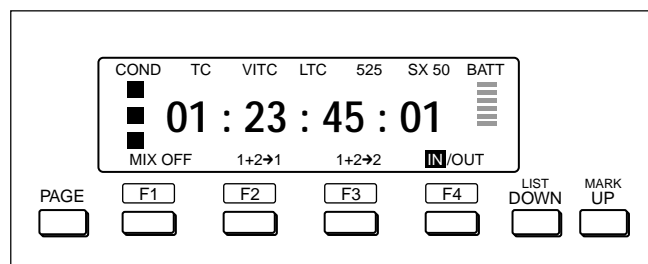 COND TC VITC LTC 525 SX 50 BATT
01 : 23 : 45 : 01
MIX OFF 1+2➔1 1+2➔2 IN/OUT
PAGE F1 F2 F3 F4 LIST DOWN MARK UP